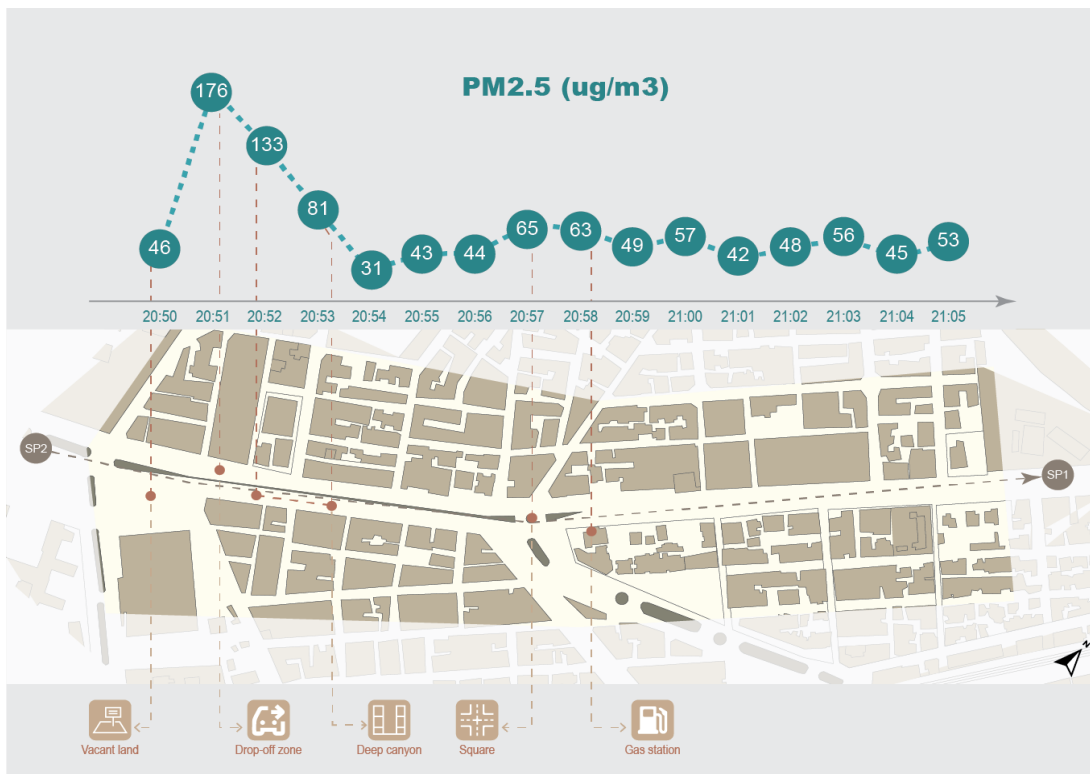 PM2.5 (ug/m3)
176
133
81
46
31
43
44
65
63
49
57
42
48
56
45
53
20:50 20:51 20:52 20:53 20:54 20:55 20:56 20:57 20:58 20:59 21:00 21:01 21:02 21:03 21:04 21:05
SP2
SP1
N
Vacant land Drop-off zone Deep canyon Square Gas station